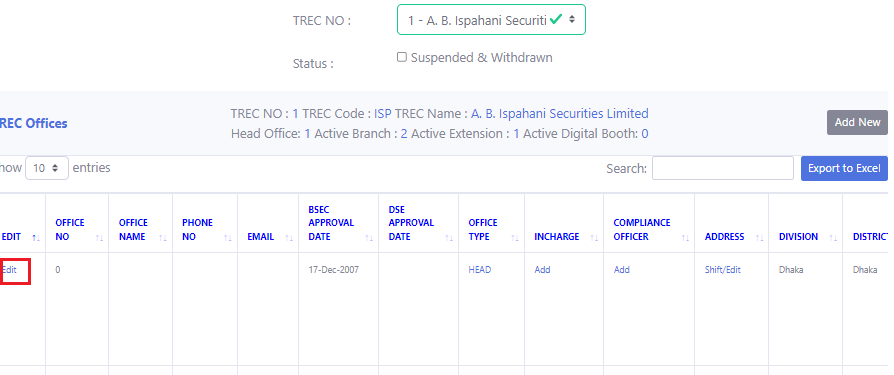 TREC NO :
1 - A. B. Ispahani Securiti
Status :
Suspended & Withdrawn
REC Offices
TREC NO : 1 TREC Code : ISP TREC Name : A. B. Ispahani Securities Limited
Head Office: 1 Active Branch : 2 Active Extension : 1 Active Digital Booth: 0
Add New
how 10 entries
Search:
Export to Excel
EDIT
OFFICE NO
OFFICE NAME
PHONE NO
EMAIL
BSEC APPROVAL DATE
DSE APPROVAL DATE
OFFICE TYPE
INCHARGE
COMPLIANCE OFFICER
ADDRESS
DIVISION
DISTRICT
Edit
0
17-Dec-2007
HEAD
Add
Add
Shift/Edit
Dhaka
Dhaka